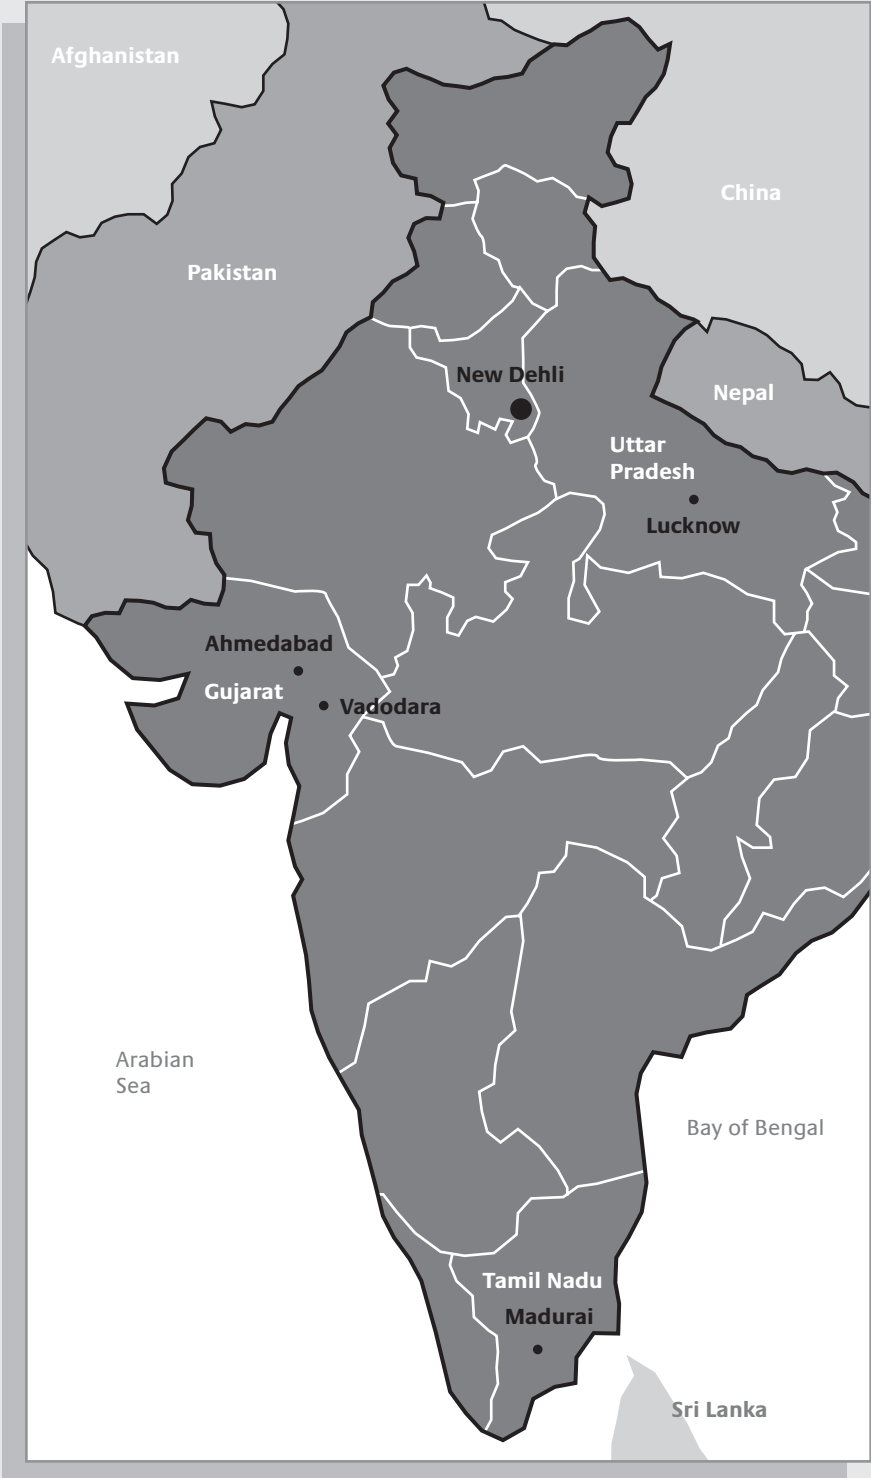 Afghanistan
China
Pakistan
New Dehli
Nepal
Uttar
Pradesh
Lucknow
Ahmedabad
Gujarat
Vadodara
Arabian
Sea
Bay of Bengal
Tamil Nadu
Madurai
Sri Lanka